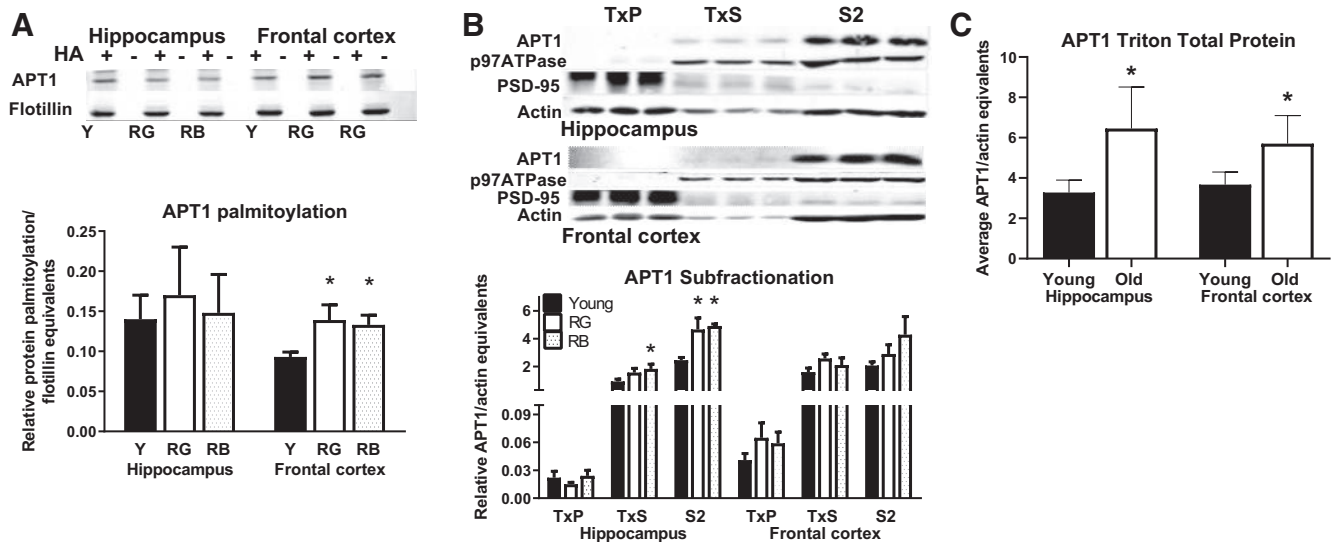 A
Hippocampus Frontal cortex
HA + - + - + - + - + - + -
APT1
Flotillin
Y RG RB Y RG RG
APT1 palmitoylation
Relative protein palmitoylation/
flotillin equivalents
0.25
0.20
0.15
0.10
0.05
0.00
* *
Y RG RB Y RG RB
Hippocampus Frontal cortex
B
TxP TxS S2
APT1
p97ATPase
PSD-95
Actin
Hippocampus
APT1
p97ATPase
PSD-95
Actin
Frontal cortex
APT1 Subfractionation
Relative APT1/actin equivalents
Young
RG
RB
6
4
2
0.09
0.06
0.03
0.00
* * *
TxP TxS S2 TxP TxS S2
Hippocampus Frontal cortex
C
APT1 Triton Total Protein
Average APT1/actin eqivalents
10
8
6
4
2
0
* *
Young Old Young Old
Hippocampus Frontal cortex